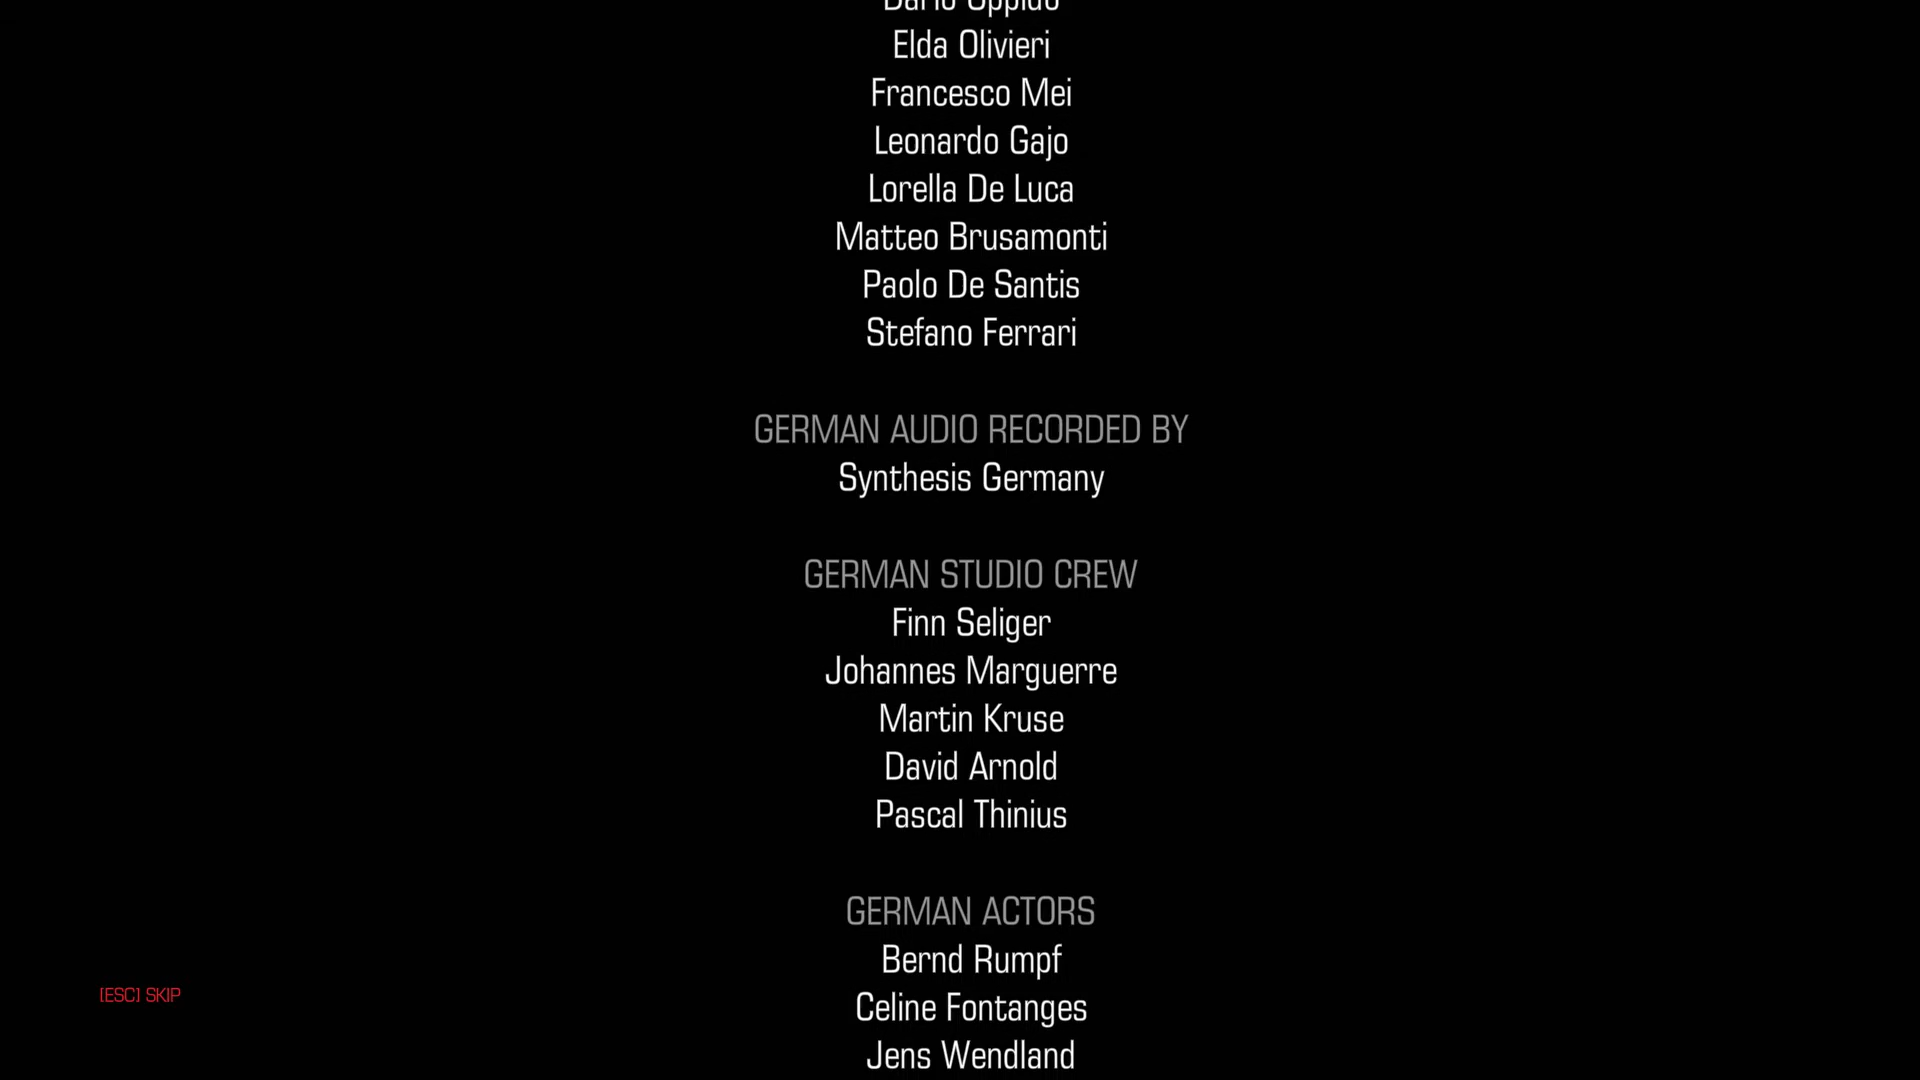 Dario Oppido
Elda Olivieri
Francesco Mei
Leonardo Gajo
Lorella De Luca
Matteo Brusamonti
Paolo De Santis
Stefano Ferrari
GERMAN AUDIO RECORDED BY
Synthesis Germany
GERMAN STUDIO CREW
Finn Seliger
Johannes Marguerre
Martin Kruse
David Arnold
Pascal Thinius
GERMAN ACTORS
Bernd Rumpf
[ESC] SKIP
Celine Fontanges
Jens Wendland